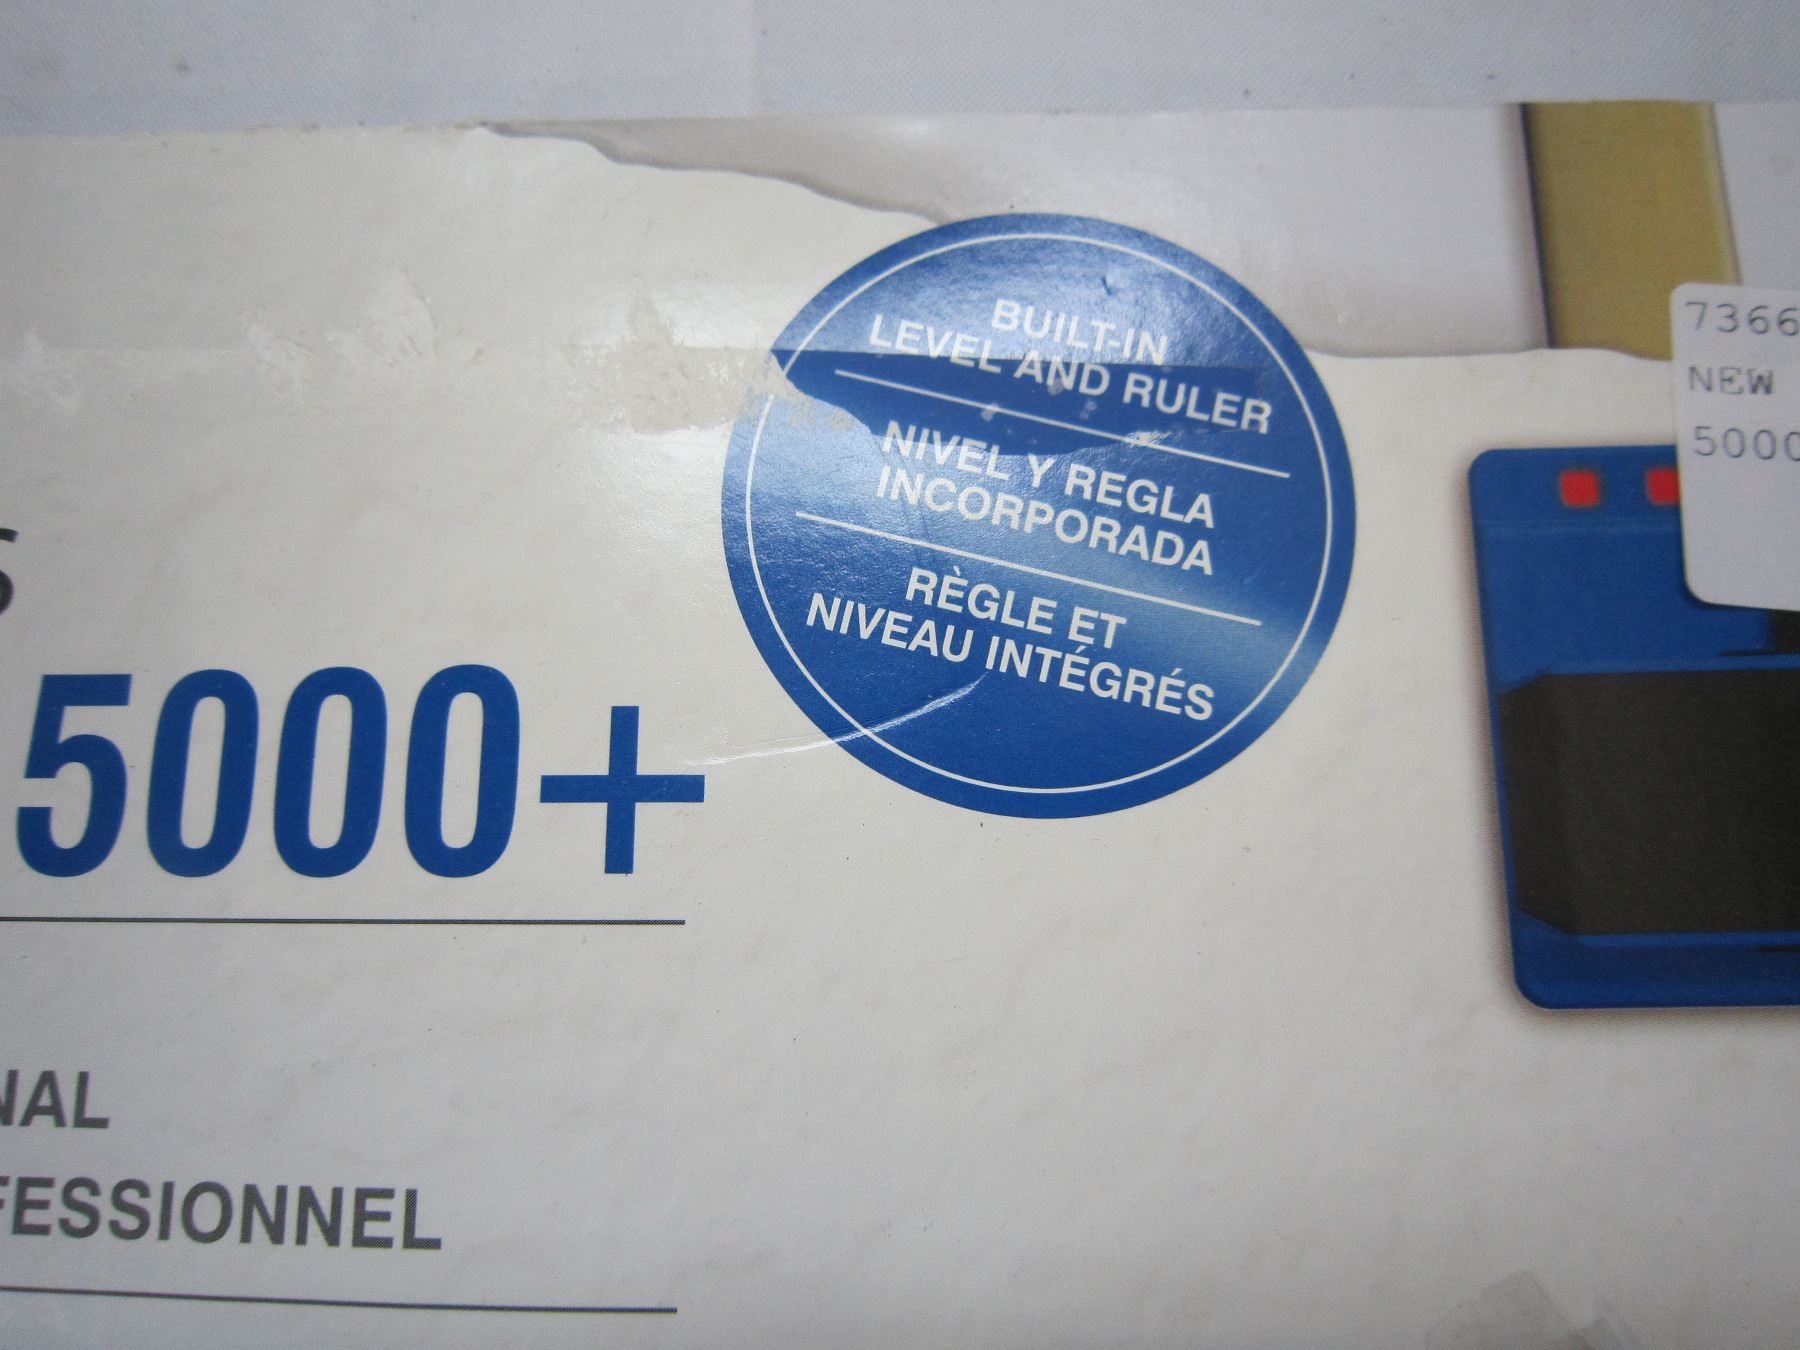 BUILT-IN
LEVEL AND RULER
NIVEL Y REGLA
INCORPORADA
RÈGLE ET
NIVEAU INTÉGRÉS
7366
NEW
5000
S
5000+
NAL
FESSIONNEL